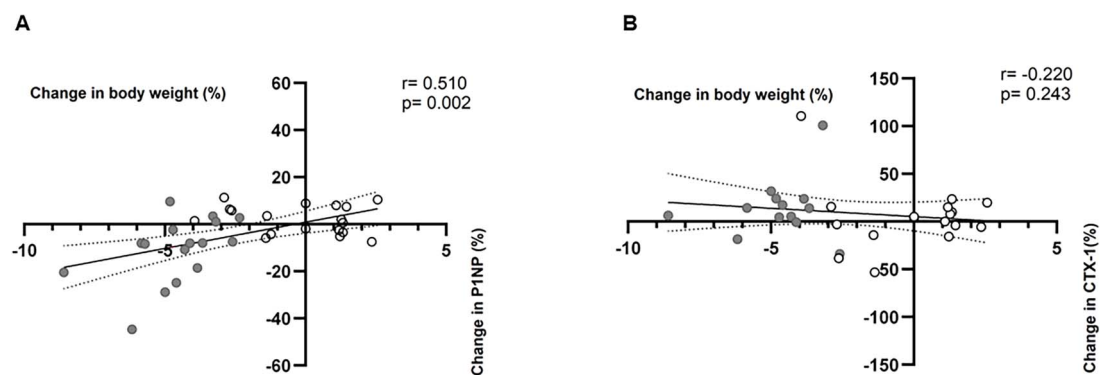 A
Change in body weight (%)
r= 0.510
p= 0.002
60
40
20
-10
-5
5
-20
-40
-60
Change in P1NP (%)
B
Change in body weight (%)
r= -0.220
p= 0.243
150
100
50
-10
-5
5
-50
-100
-150
Change in CTX-1(%)